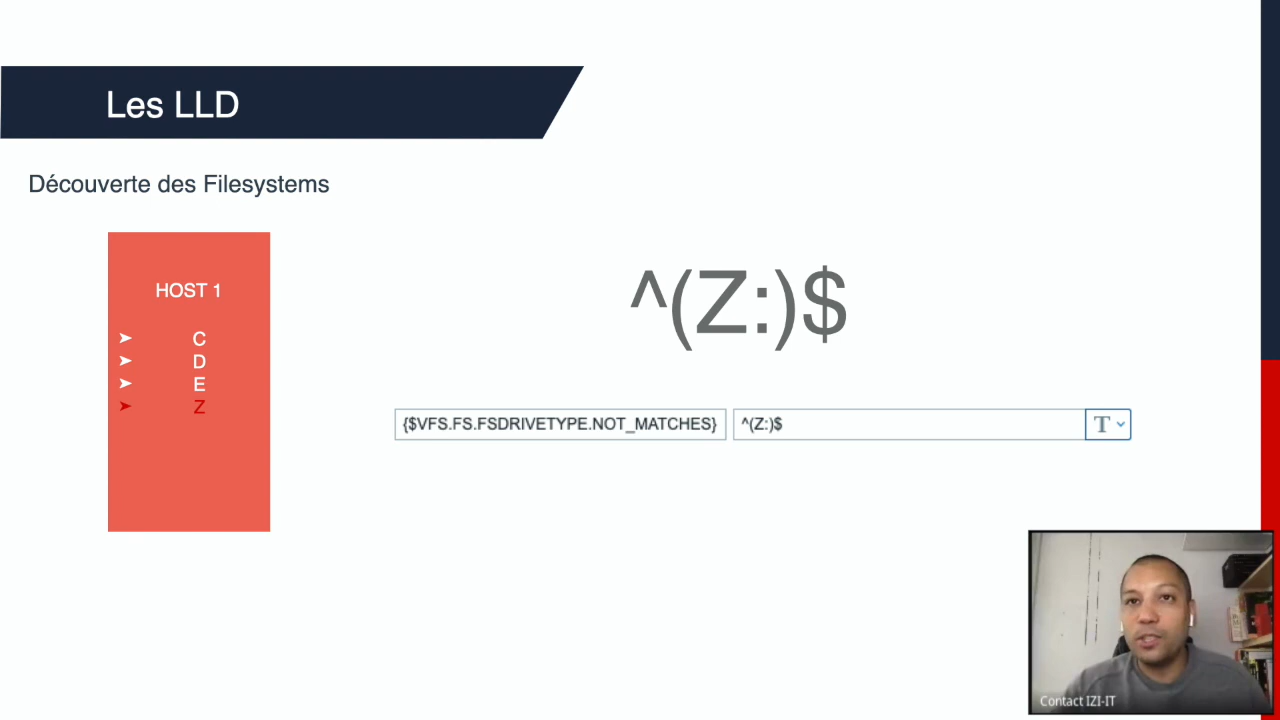 Les LLD
Découverte des Filesystems
HOST 1
➤ C
➤ D
➤ E
➤ Z
^(Z:)$
{$VFS.FS.FSDRIVETYPE.NOT_MATCHES} ^(Z:)$ T
Contact IZI-IT